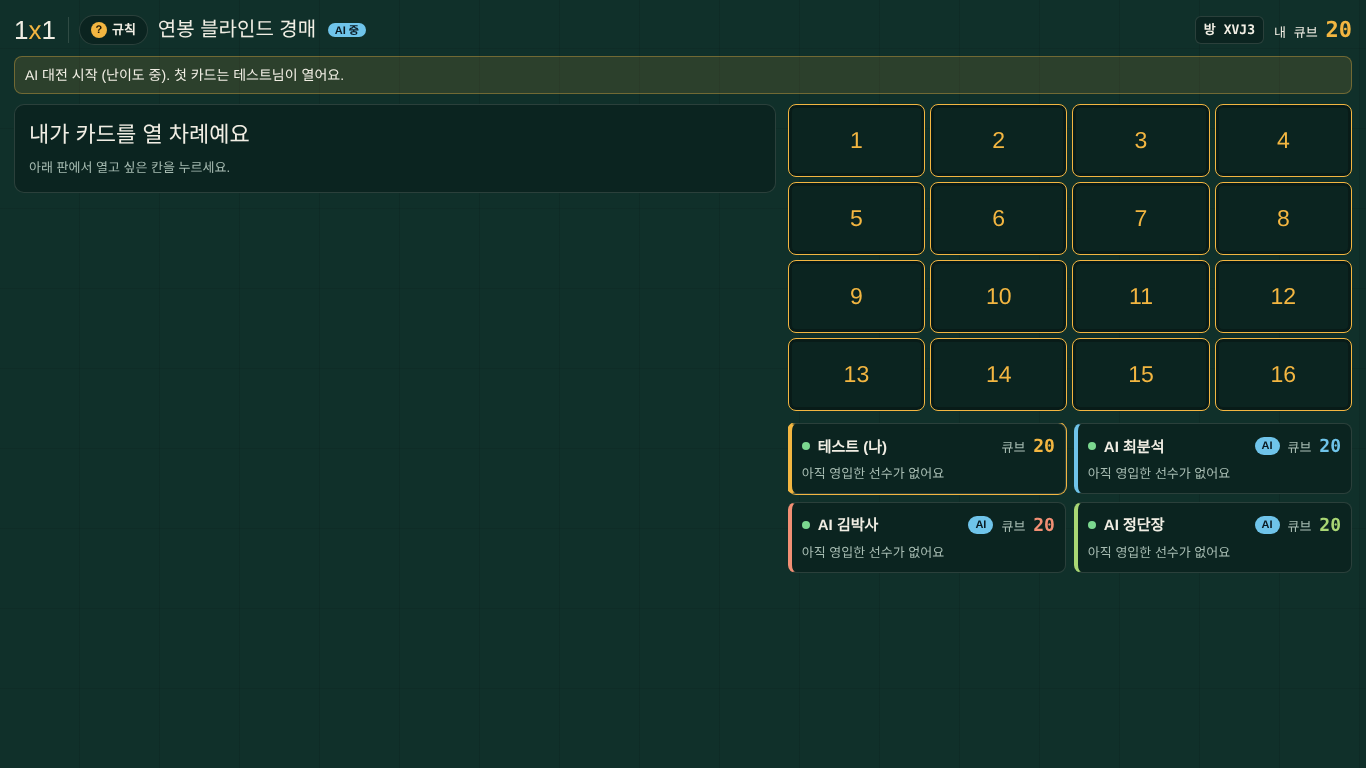 1x1
? 규칙
연봉 블라인드 경매
AI 중
방 XVJ3
내 큐브 20
AI 대전 시작 (난이도 중). 첫 카드는 테스트님이 열어요.
내가 카드를 열 차례예요
아래 판에서 열고 싶은 칸을 누르세요.
1 2 3 4
5 6 7 8
9 10 11 12
13 14 15 16
테스트 (나) 큐브 20
아직 영입한 선수가 없어요
AI 최분석 AI 큐브 20
아직 영입한 선수가 없어요
AI 김박사 AI 큐브 20
아직 영입한 선수가 없어요
AI 정단장 AI 큐브 20
아직 영입한 선수가 없어요